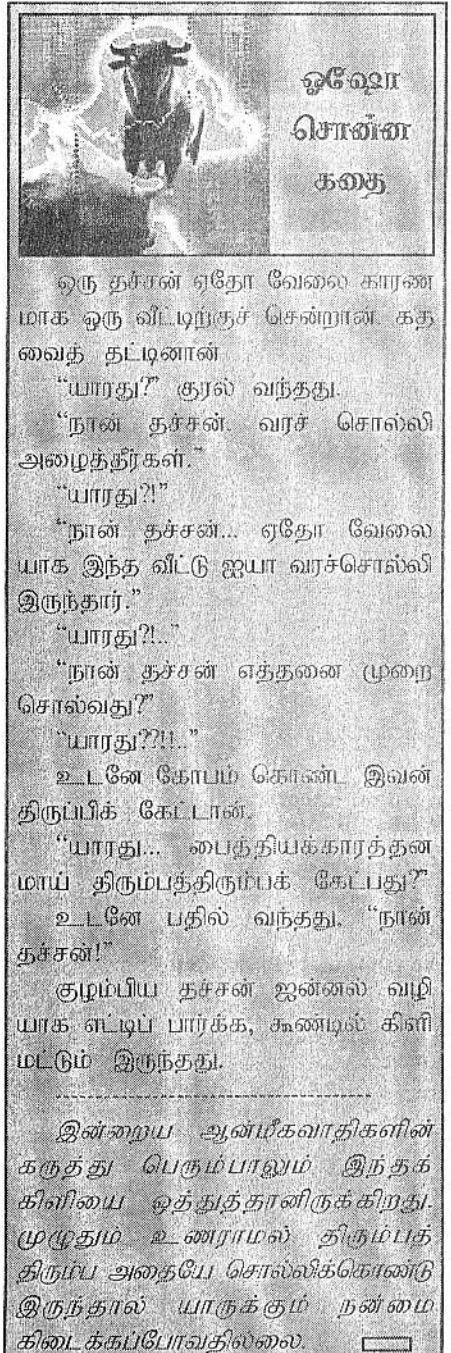 ஓஷோ
சொன்ன
கதை
ஒரு தச்சன் ஏதோ வேலை காரண
மாக ஒரு வீட்டிற்குச் சென்றான். கத
வைத் தட்டினான்
“யாரது?” குரல் வந்தது.
“நான் தச்சன். வரச் சொல்லி
அழைத்தீர்கள்.”
“யாரது?!”
“நான் தச்சன்... ஏதோ வேலை
யாக இந்த வீட்டு ஐயா வரச்சொல்லி
இருந்தார்.”
“யாரது?!..”
“நான் தச்சன் எத்தனை முறை
சொல்வது?”
“யாரது??!!..”
உடனே கோபம் கொண்ட இவன்
திருப்பிக் கேட்டான்.
“யாரது... பைத்தியக்காரத்தன
மாய் திரும்பத்திரும்பக் கேட்பது?”
உடனே பதில் வந்தது. “நான்
தச்சன்!”
குழம்பிய தச்சன் ஜன்னல் வழி
யாக எட்டிப் பார்க்க, கூண்டில் கிளி
மட்டும் இருந்தது.
இன்றைய ஆன்மீகவாதிகளின்
கருத்து பெரும்பாலும் இந்தக்
கிளியை ஒத்துத்தானிருக்கிறது.
முழுதும் உணராமல் திரும்பத்
திரும்ப அதையே சொல்லிக்கொண்டு
இருந்தால் யாருக்கும் நன்மை
கிடைக்கப்போவதில்லை.